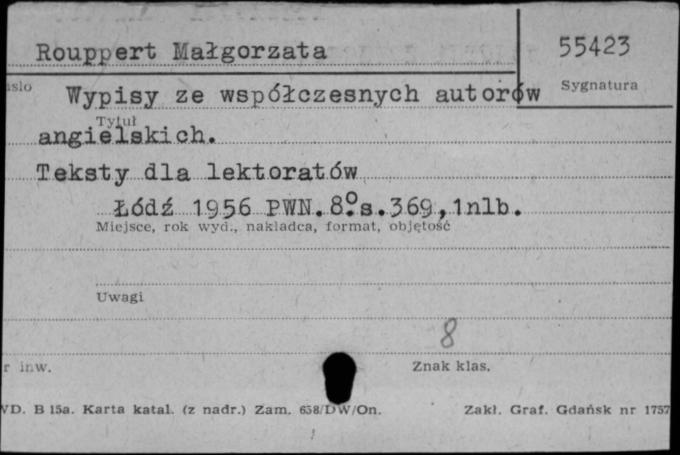 Rouppert Małgorzata
55423
Sygnatura
Wypisy ze współczesnych autorów
Tytuł
angielskich.
Teksty dla lektoratów
Łódź 1956 PWN.8º.s.369,1nlb.
Miejsce, rok wyd., nakładca, format, objętość
Uwagi
8
r inw.
Znak klas.
B 15a. Karta katal. (z nadr.) Zam. 658/DW/On.
Zakł. Graf. Gdańsk nr 1757